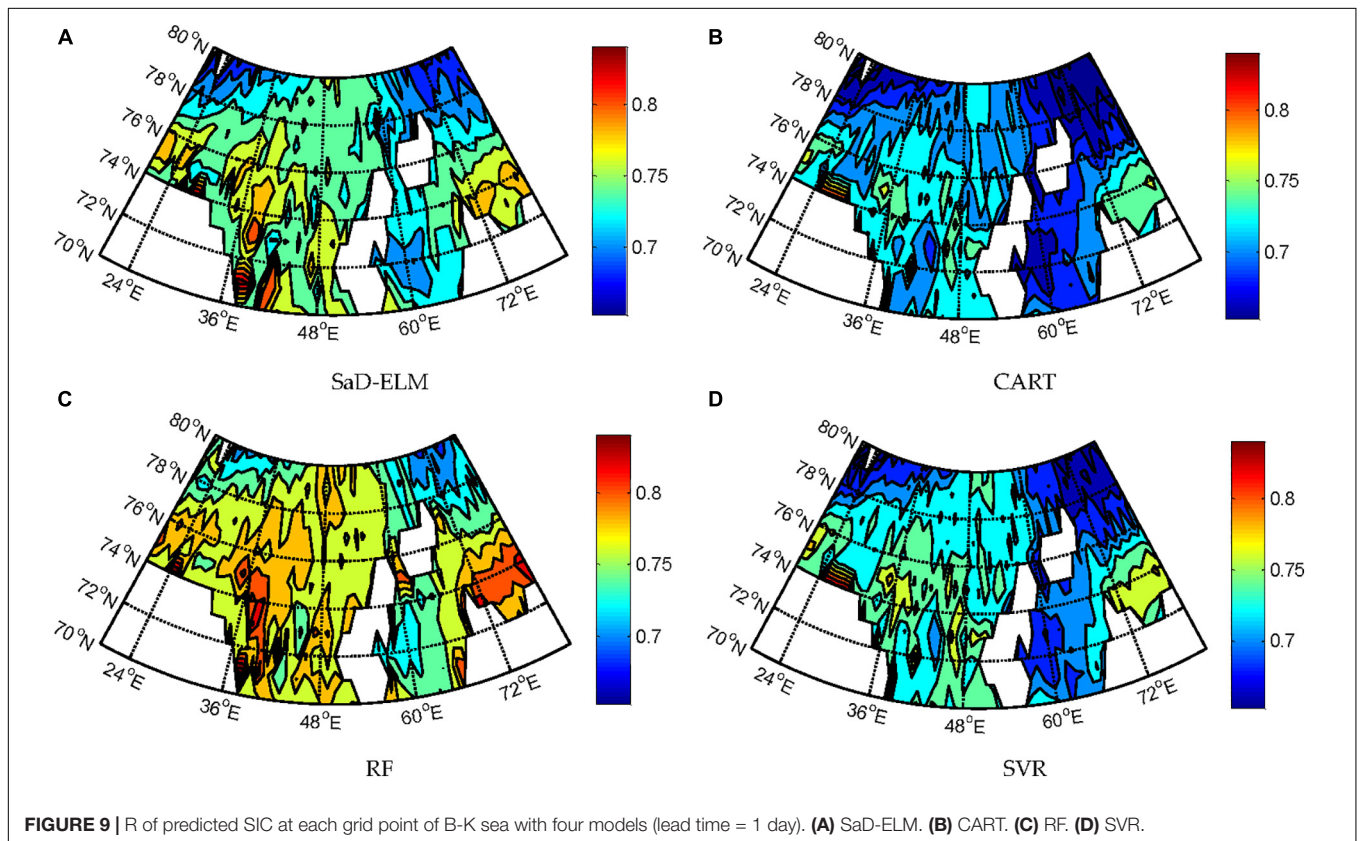 A
80°N
78°N
76°N
74°N
72°N
70°N
24°E
36°E
48°E
60°E
72°E
0.8
0.75
0.7
SaD-ELM
B
80°N
78°N
76°N
74°N
72°N
70°N
24°E
36°E
48°E
60°E
72°E
0.8
0.75
0.7
CART
C
80°N
78°N
76°N
74°N
72°N
70°N
24°E
36°E
48°E
60°E
72°E
0.8
0.75
0.7
RF
D
80°N
78°N
76°N
74°N
72°N
70°N
24°E
36°E
48°E
60°E
72°E
0.8
0.75
0.7
SVR
FIGURE 9 | R of predicted SIC at each grid point of B-K sea with four models (lead time = 1 day). (A) SaD-ELM. (B) CART. (C) RF. (D) SVR.